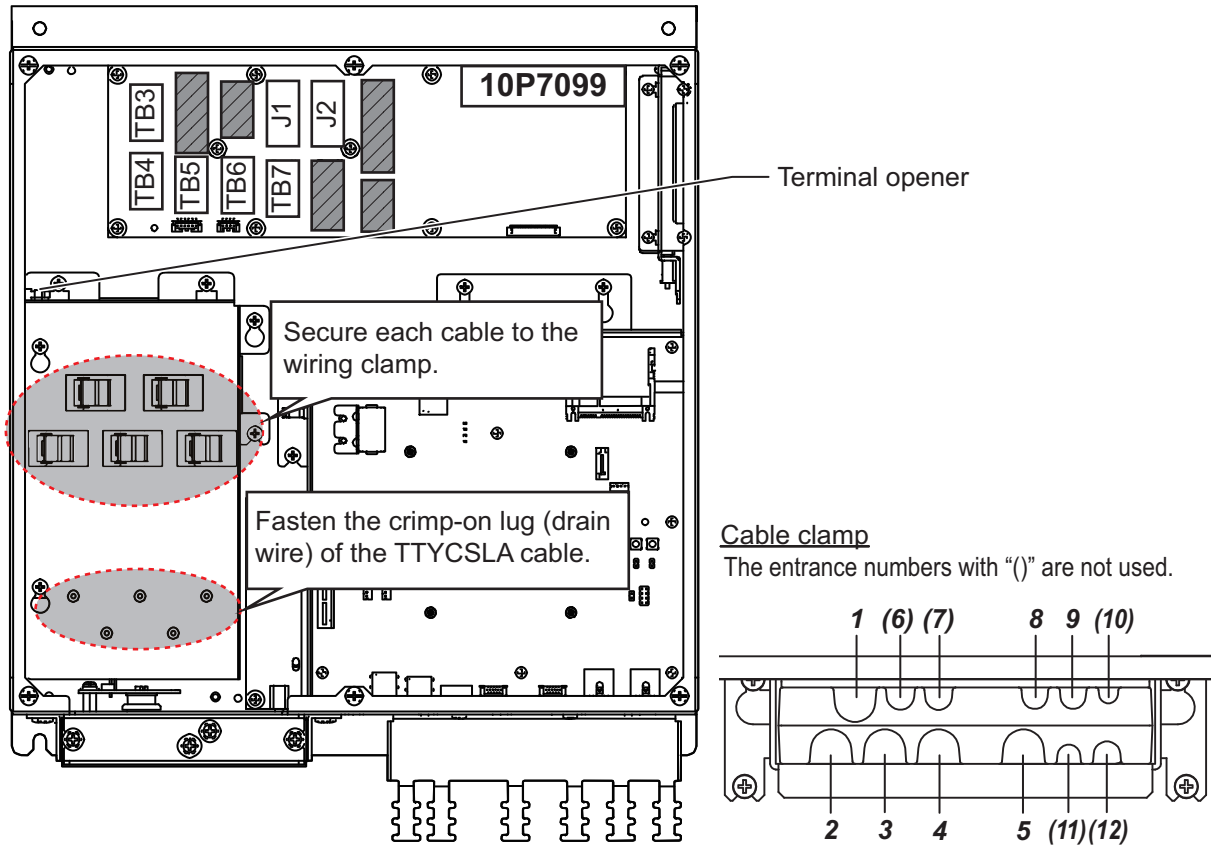 10P7099
TB3
J1
J2
TB4
TB5
TB6
TB7
Terminal opener
Secure each cable to the
wiring clamp.
Fasten the crimp-on lug (drain
wire) of the TTYCSLA cable.
Cable clamp
The entrance numbers with “()” are not used.
1 (6) (7) 8 9 (10)
2 3 4 5 (11) (12)